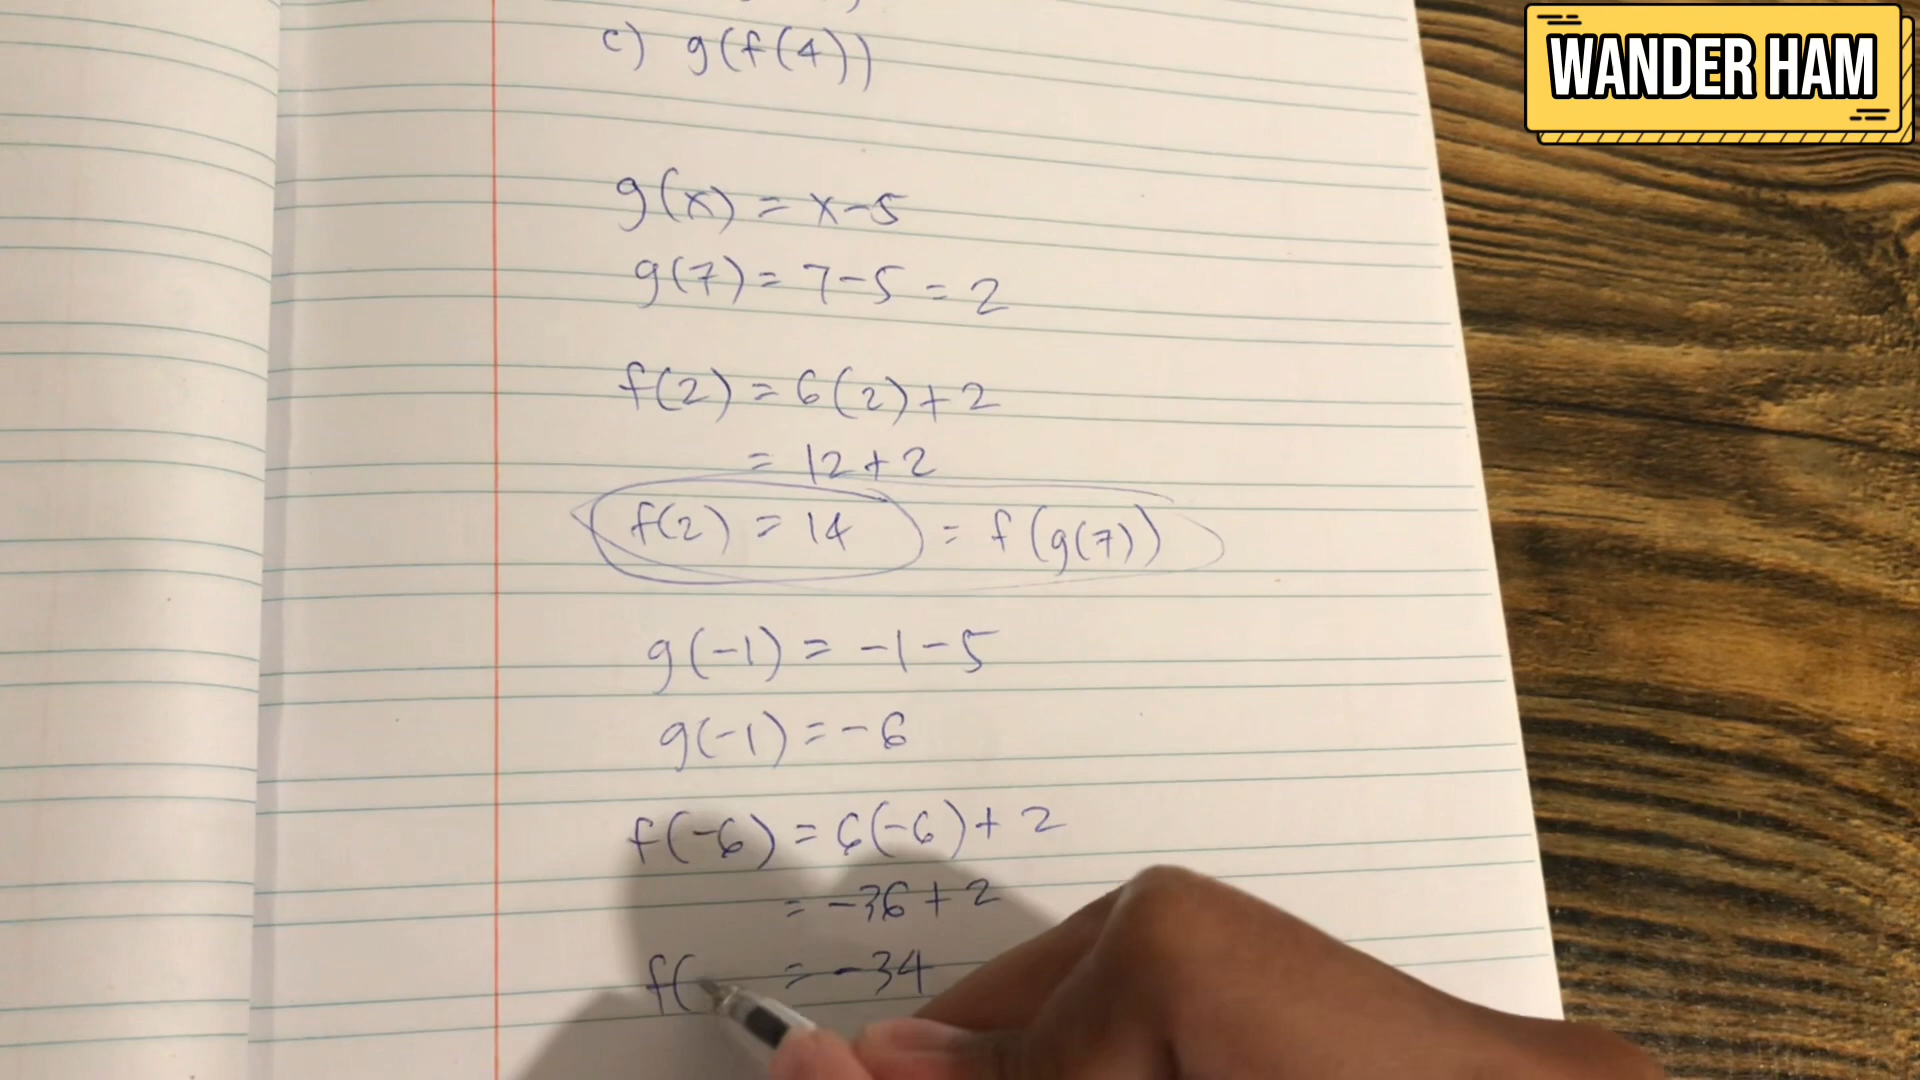 WANDER HAM
c) g(f(4))
g(x) = x-5
g(7) = 7-5 = 2
f(2) = 6(2)+2
= 12+2
f(2) = 14 = f(g(7))
g(-1) = -1-5
g(-1) = -6
f(-6) = 6(-6)+2
= -36+2
f( = -34